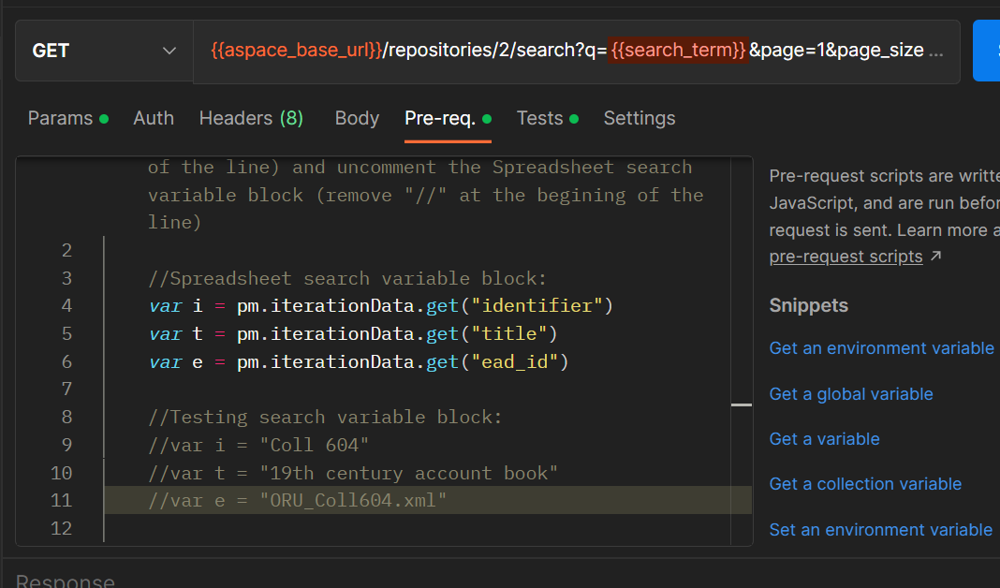 GET {{aspace_base_url}}/repositories/2/search?q={{search_term}}&page=1&page_size ...
Params Auth Headers (8) Body Pre-req. Tests Settings
of the line) and uncomment the Spreadsheet search
variable block (remove "//" at the begining of the
line)
2
3 //Spreadsheet search variable block:
4 var i = pm.iterationData.get("identifier")
5 var t = pm.iterationData.get("title")
6 var e = pm.iterationData.get("ead_id")
7
8 //Testing search variable block:
9 //var i = "Coll 604"
10 //var t = "19th century account book"
11 //var e = "ORU_Coll604.xml"
12
Pre-request scripts are writte
JavaScript, and are run befor
request is sent. Learn more a
pre-request scripts ↗
Snippets
Get an environment variable
Get a global variable
Get a variable
Get a collection variable
Set an environment variable
Response